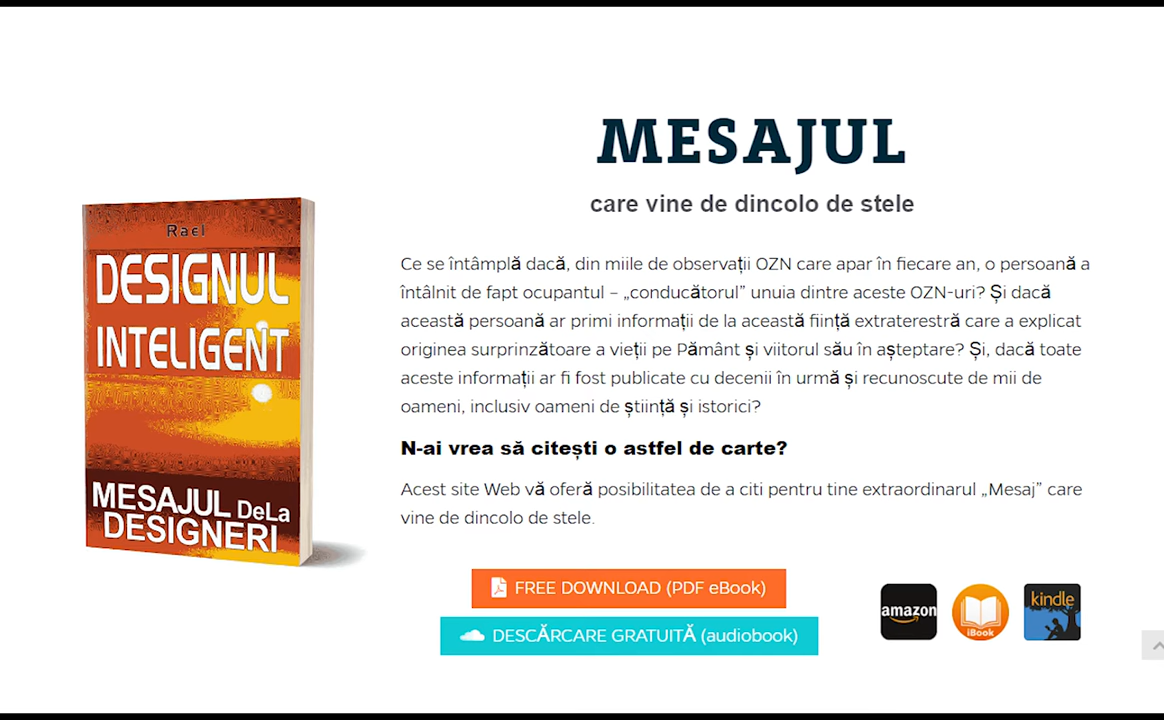 MESAJUL
care vine de dincolo de stele
Rael
DESIGNUL
INTELIGENT
MESAJUL DeLa
DESIGNERI
Ce se întâmplă dacă, din miile de observații OZN care apar în fiecare an, o persoană a
întâlnit de fapt ocupantul – „conducătorul” unuia dintre aceste OZN-uri? Și dacă
această persoană ar primi informații de la această ființă extraterestră care a explicat
originea surprinzătoare a vieții pe Pământ și viitorul său în așteptare? Și, dacă toate
aceste informații ar fi fost publicate cu decenii în urmă și recunoscute de mii de
oameni, inclusiv oameni de știință și istorici?
N-ai vrea să citești o astfel de carte?
Acest site Web vă oferă posibilitatea de a citi pentru tine extraordinarul „Mesaj” care
vine de dincolo de stele.
FREE DOWNLOAD (PDF eBook)
DESCĂRCARE GRATUITĂ (audiobook)
amazon
iBook
kindle